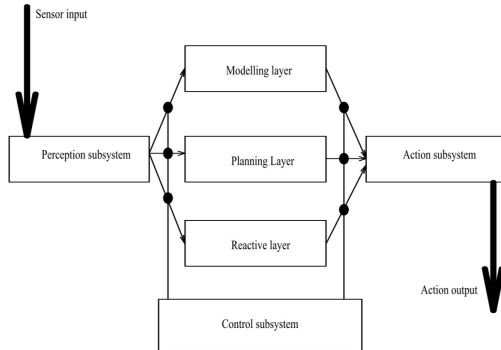 Sensor input
Modelling layer
Perception subsystem
Planning Layer
Action subsystem
Reactive layer
Action output
Control subsystem